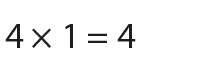 4 × 1 = 4